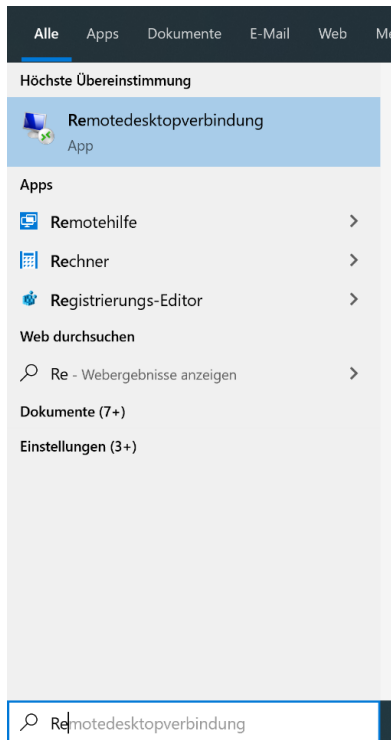 Alle Apps Dokumente E-Mail Web Me
Höchste Übereinstimmung
Remotedesktopverbindung
App
Apps
Remotehilfe
Rechner
Registrierungs-Editor
Web durchsuchen
Re - Webergebnisse anzeigen
Dokumente (7+)
Einstellungen (3+)
Remotedesktopverbindung